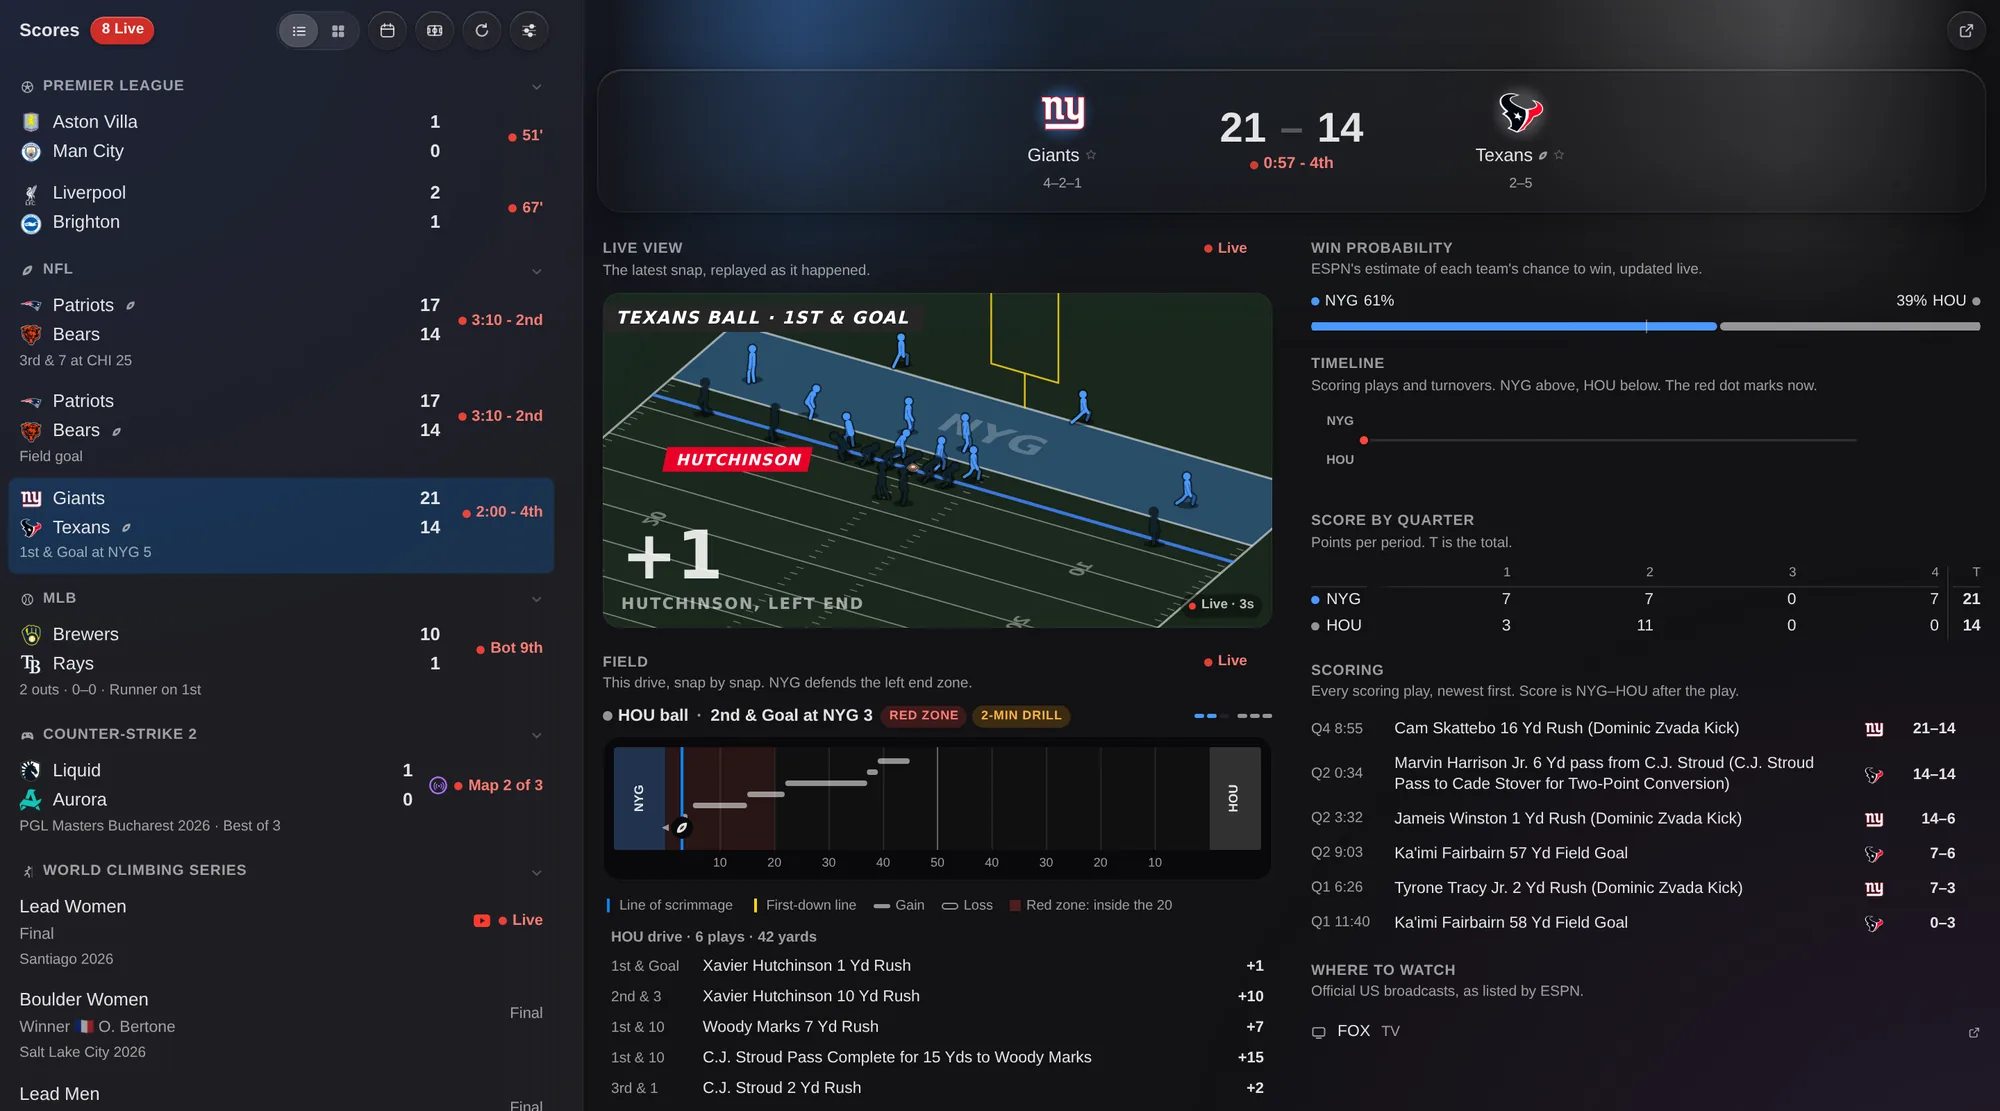 Scores 8 Live
PREMIER LEAGUE
Aston Villa 1
Man City 0
51'
Liverpool 2
Brighton 1
67'
NFL
Patriots 17
Bears 14
3:10 - 2nd
3rd & 7 at CHI 25
Patriots 17
Bears 14
3:10 - 2nd
Field goal
Giants 21
Texans 14
2:00 - 4th
1st & Goal at NYG 5
MLB
Brewers 10
Rays 1
Bot 9th
2 outs · 0–0 · Runner on 1st
COUNTER-STRIKE 2
Liquid 1
Aurora 0
Map 2 of 3
PGL Masters Bucharest 2026 · Best of 3
WORLD CLIMBING SERIES
Lead Women
Final
Santiago 2026
Live
Boulder Women
Winner O. Bertone
Salt Lake City 2026
Final
Lead Men
Final
ny
Giants
4–2–1
21 – 14
0:57 - 4th
Texans
2–5
LIVE VIEW Live
The latest snap, replayed as it happened.
TEXANS BALL · 1ST & GOAL
NYG
HUTCHINSON
+1
HUTCHINSON, LEFT END
Live · 3s
FIELD Live
This drive, snap by snap. NYG defends the left end zone.
HOU ball · 2nd & Goal at NYG 3 RED ZONE 2-MIN DRILL
NYG
HOU
10 20 30 40 50 40 30 20 10
Line of scrimmage First-down line Gain Loss Red zone: inside the 20
HOU drive · 6 plays · 42 yards
1st & Goal Xavier Hutchinson 1 Yd Rush +1
2nd & 3 Xavier Hutchinson 10 Yd Rush +10
1st & 10 Woody Marks 7 Yd Rush +7
1st & 10 C.J. Stroud Pass Complete for 15 Yds to Woody Marks +15
3rd & 1 C.J. Stroud 2 Yd Rush +2
WIN PROBABILITY
ESPN's estimate of each team's chance to win, updated live.
NYG 61% 39% HOU
TIMELINE
Scoring plays and turnovers. NYG above, HOU below. The red dot marks now.
NYG
HOU
SCORE BY QUARTER
Points per period. T is the total.
1 2 3 4 T
NYG 7 7 0 7 21
HOU 3 11 0 0 14
SCORING
Every scoring play, newest first. Score is NYG–HOU after the play.
Q4 8:55 Cam Skattebo 16 Yd Rush (Dominic Zvada Kick) ny 21–14
Q2 0:34 Marvin Harrison Jr. 6 Yd pass from C.J. Stroud (C.J. Stroud
Pass to Cade Stover for Two-Point Conversion) 14–14
Q2 3:32 Jameis Winston 1 Yd Rush (Dominic Zvada Kick) ny 14–6
Q2 9:03 Ka'imi Fairbairn 57 Yd Field Goal 7–6
Q1 6:26 Tyrone Tracy Jr. 2 Yd Rush (Dominic Zvada Kick) ny 7–3
Q1 11:40 Ka'imi Fairbairn 58 Yd Field Goal 0–3
WHERE TO WATCH
Official US broadcasts, as listed by ESPN.
FOX TV